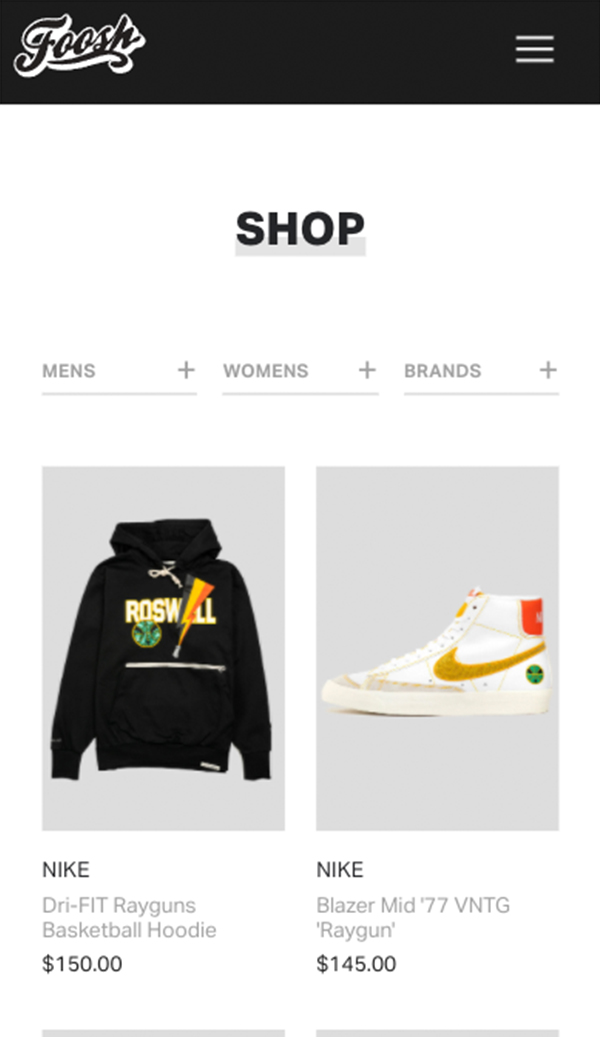 Foosh
SHOP
MENS +
WOMENS +
BRANDS +
ROSWELL
NIKE
Dri-FIT Rayguns
Basketball Hoodie
$150.00
NIKE
Blazer Mid '77 VNTG
'Raygun'
$145.00